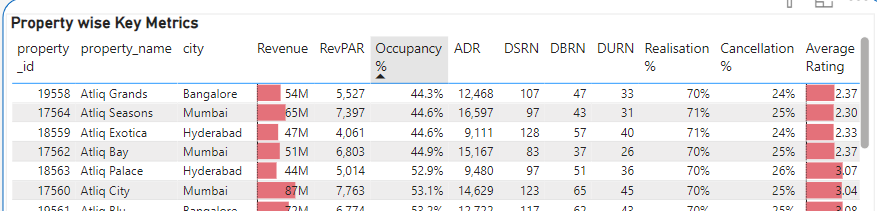 Property wise Key Metrics
property_id property_name city Revenue RevPAR Occupancy % ADR DSRN DBRN DURN Realisation % Cancellation % Average Rating
19558 Atliq Grands Bangalore 54M 5,527 44.3% 12,468 107 47 33 70% 24% 2.37
17564 Atliq Seasons Mumbai 65M 7,397 44.6% 16,597 97 43 31 71% 25% 2.30
18559 Atliq Exotica Hyderabad 47M 4,061 44.6% 9,111 128 57 40 71% 24% 2.33
17562 Atliq Bay Mumbai 51M 6,803 44.9% 15,167 83 37 26 70% 25% 2.37
18563 Atliq Palace Hyderabad 44M 5,014 52.9% 9,480 97 51 36 70% 26% 3.07
17560 Atliq City Mumbai 87M 7,763 53.1% 14,629 123 65 45 70% 25% 3.04
19561 Atliq Blu Bangalore 72M 6,774 53.2% 12,722 117 62 43 70% 25% 3.08